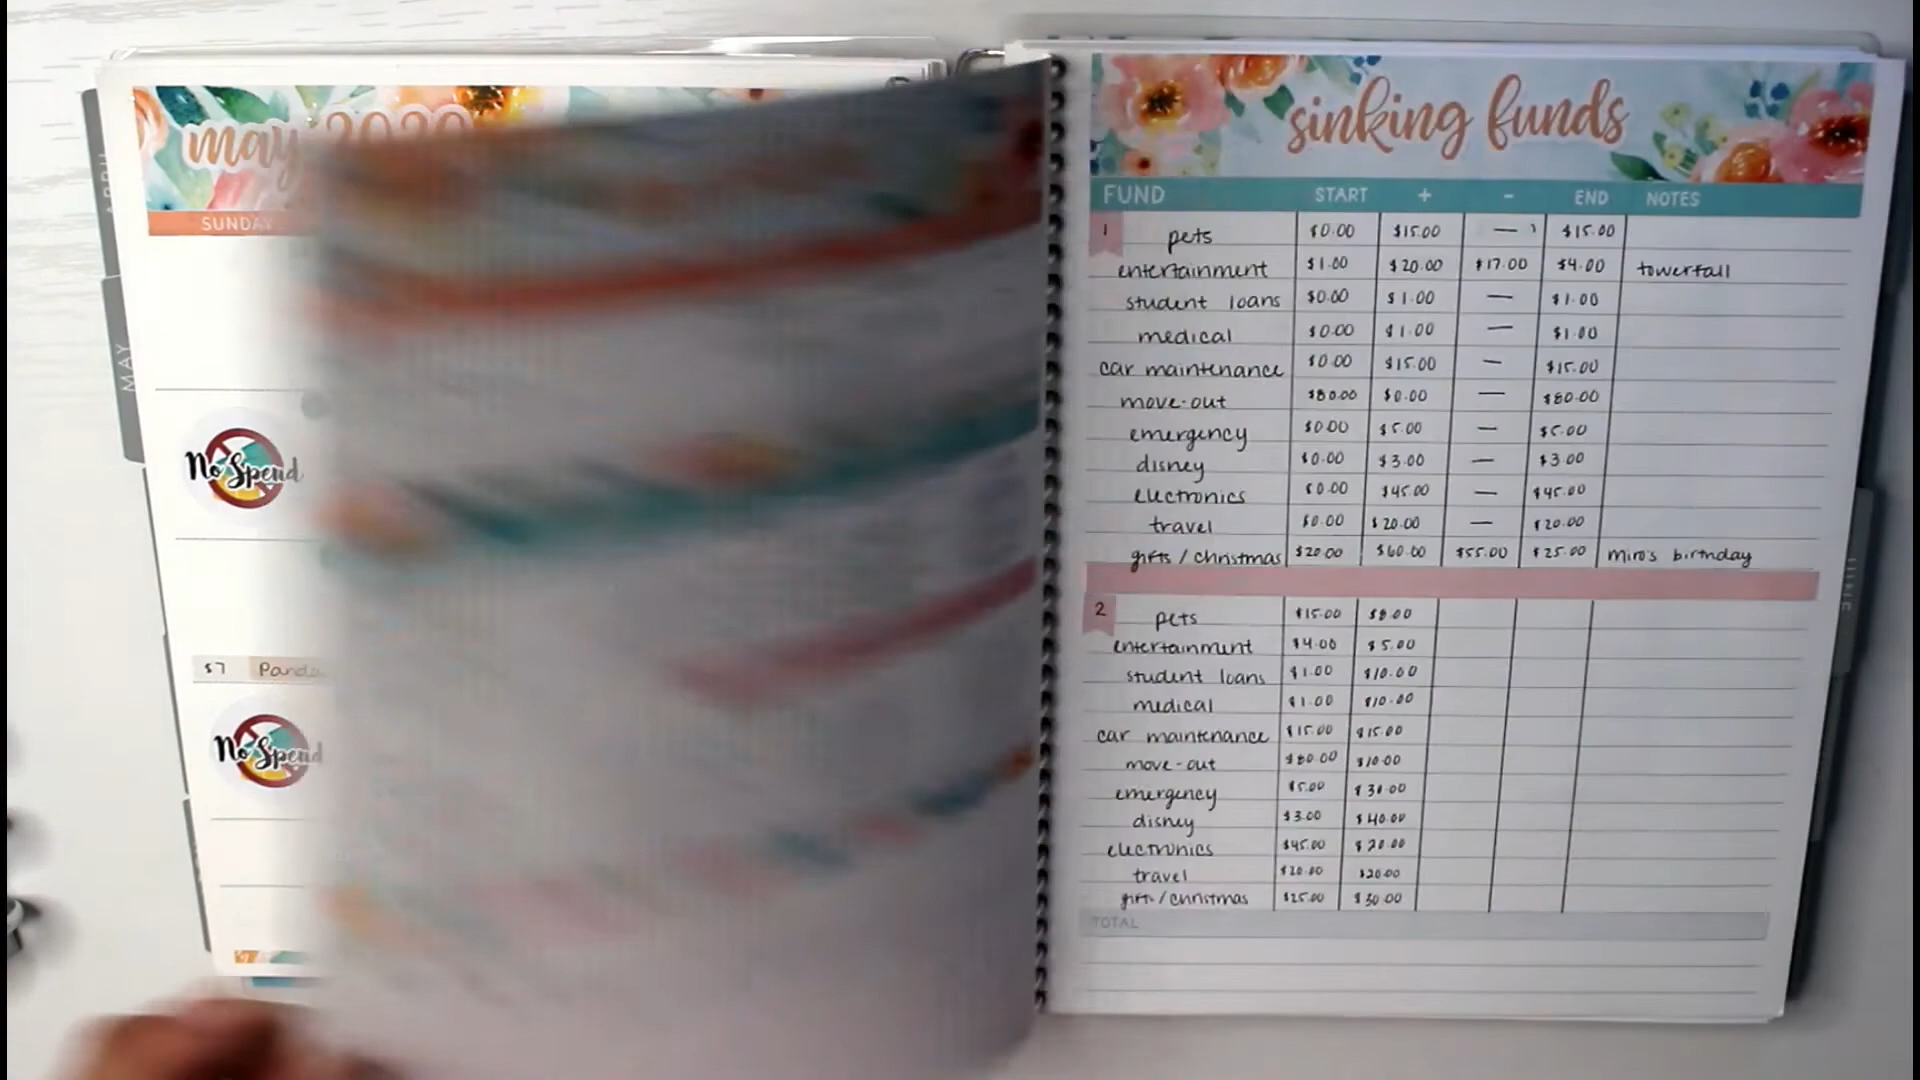 may 2020
SUNDAY
APRIL
MAY
No Spend
$7
No Spend
sinking funds
FUND START + - END NOTES
1 pets $0.00 $15.00 — $15.00
entertainment $1.00 $20.00 $17.00 $4.00 towerfall
student loans $0.00 $1.00 — $1.00
medical $0.00 $1.00 — $1.00
car maintenance $0.00 $15.00 — $15.00
move-out $80.00 $0.00 — $80.00
emergency $0.00 $5.00 — $5.00
disney $0.00 $3.00 — $3.00
electronics $0.00 $45.00 — $45.00
travel $0.00 $20.00 — $20.00
gifts / christmas $20.00 $60.00 $55.00 $25.00 miro's birthday
2 pets $15.00 $8.00
entertainment $4.00 $5.00
student loans $1.00 $10.00
medical $1.00 $10.00
car maintenance $15.00 $15.00
move-out $80.00 $10.00
emergency $5.00 $30.00
disney $3.00 $40.00
electronics $45.00 $20.00
travel $20.00 $20.00
gifts/christmas $25.00 $30.00
TOTAL
JUNE